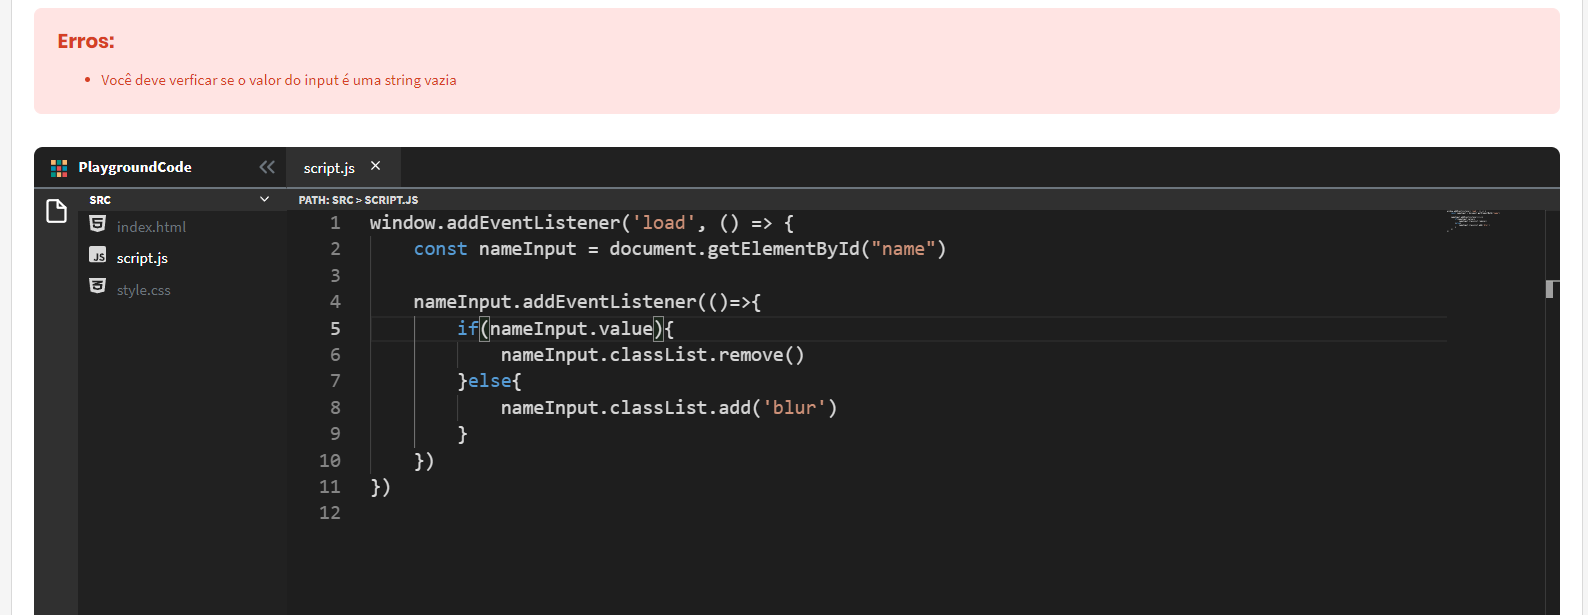 Erros:
• Você deve verficar se o valor do input é uma string vazia
PlaygroundCode
script.js ×
SRC
PATH: SRC > SCRIPT.JS
index.html
script.js
style.css
1 window.addEventListener('load', () => {
2     const nameInput = document.getElementById("name")
3
4     nameInput.addEventListener(()=>{
5         if(nameInput.value){
6             nameInput.classList.remove()
7         }else{
8             nameInput.classList.add('blur')
9         }
10     })
11 })
12